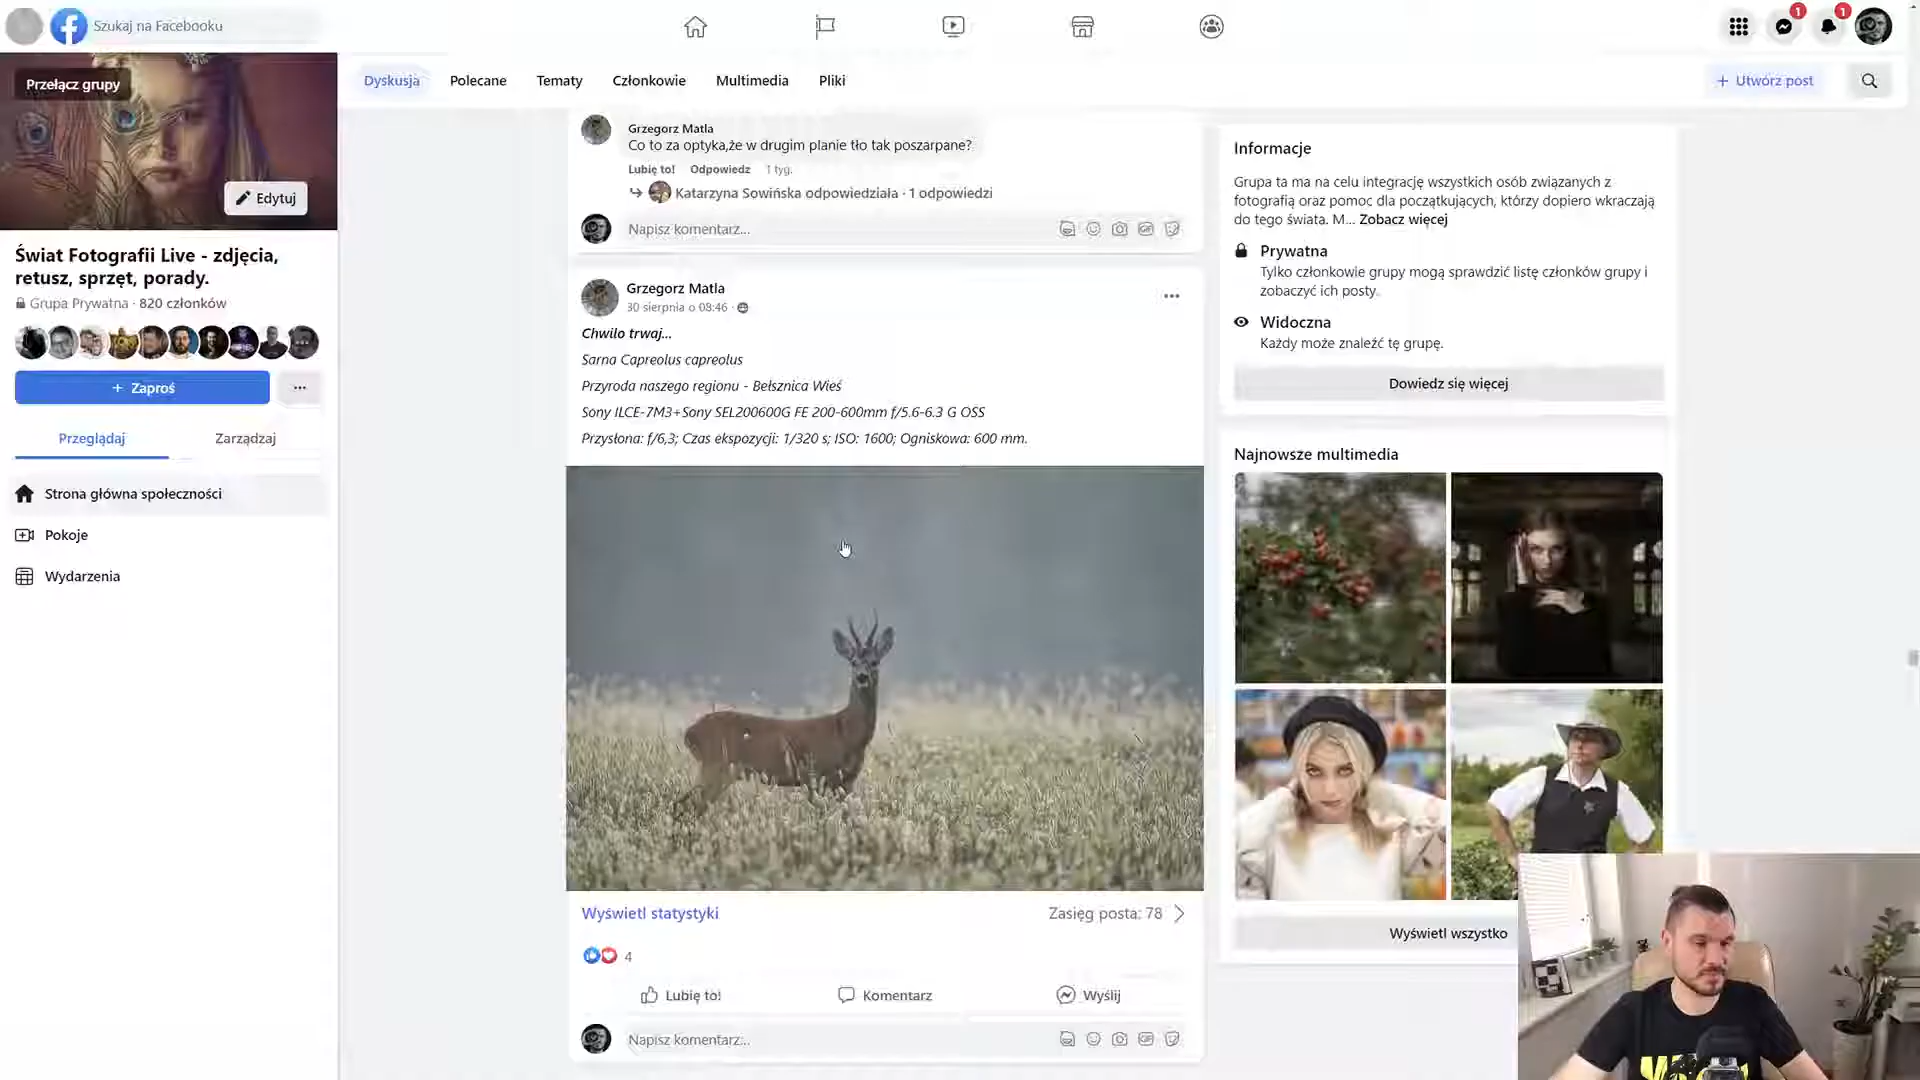 Szukaj na Facebooku
1
1
Przełącz grupy
Edytuj
Świat Fotografii Live - zdjęcia,
retusz, sprzęt, porady.
Grupa Prywatna · 820 członków
+ Zaproś
Przeglądaj
Zarządzaj
Strona główna społeczności
Pokoje
Wydarzenia
Dyskusja
Polecane
Tematy
Członkowie
Multimedia
Pliki
+ Utwórz post
Grzegorz Matla
Co to za optyka,że w drugim planie tło tak poszarpane?
Lubię to! Odpowiedz 1 tyg.
Katarzyna Sowińska odpowiedziała · 1 odpowiedzi
Napisz komentarz...
Grzegorz Matla
30 sierpnia o 08:46 ·
Chwilo trwaj...
Sarna Capreolus capreolus
Przyroda naszego regionu - Bełsznica Wieś
Sony ILCE-7M3+Sony SEL200600G FE 200-600mm f/5.6-6.3 G OSS
Przysłona: f/6,3; Czas ekspozycji: 1/320 s; ISO: 1600; Ogniskowa: 600 mm.
Wyświetl statystyki
Zasięg posta: 78
4
Lubię to!
Komentarz
Wyślij
Napisz komentarz...
Informacje
Grupa ta ma na celu integrację wszystkich osób związanych z
fotografią oraz pomoc dla początkujących, którzy dopiero wkraczają
do tego świata. M... Zobacz więcej
Prywatna
Tylko członkowie grupy mogą sprawdzić listę członków grupy i
zobaczyć ich posty.
Widoczna
Każdy może znaleźć tę grupę.
Dowiedz się więcej
Najnowsze multimedia
Wyświetl wszystko